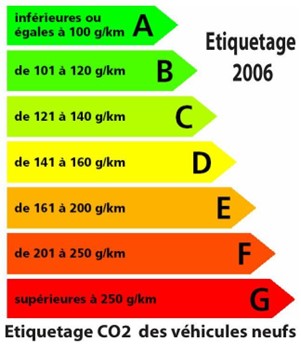 inférieures ou
égales à 100 g/km A
Etiquetage
2006
de 101 à 120 g/km B
de 121 à 140 g/km C
de 141 à 160 g/km D
de 161 à 200 g/km E
de 201 à 250 g/km F
supérieures à 250 g/km G
Etiquetage CO2 des véhicules neufs